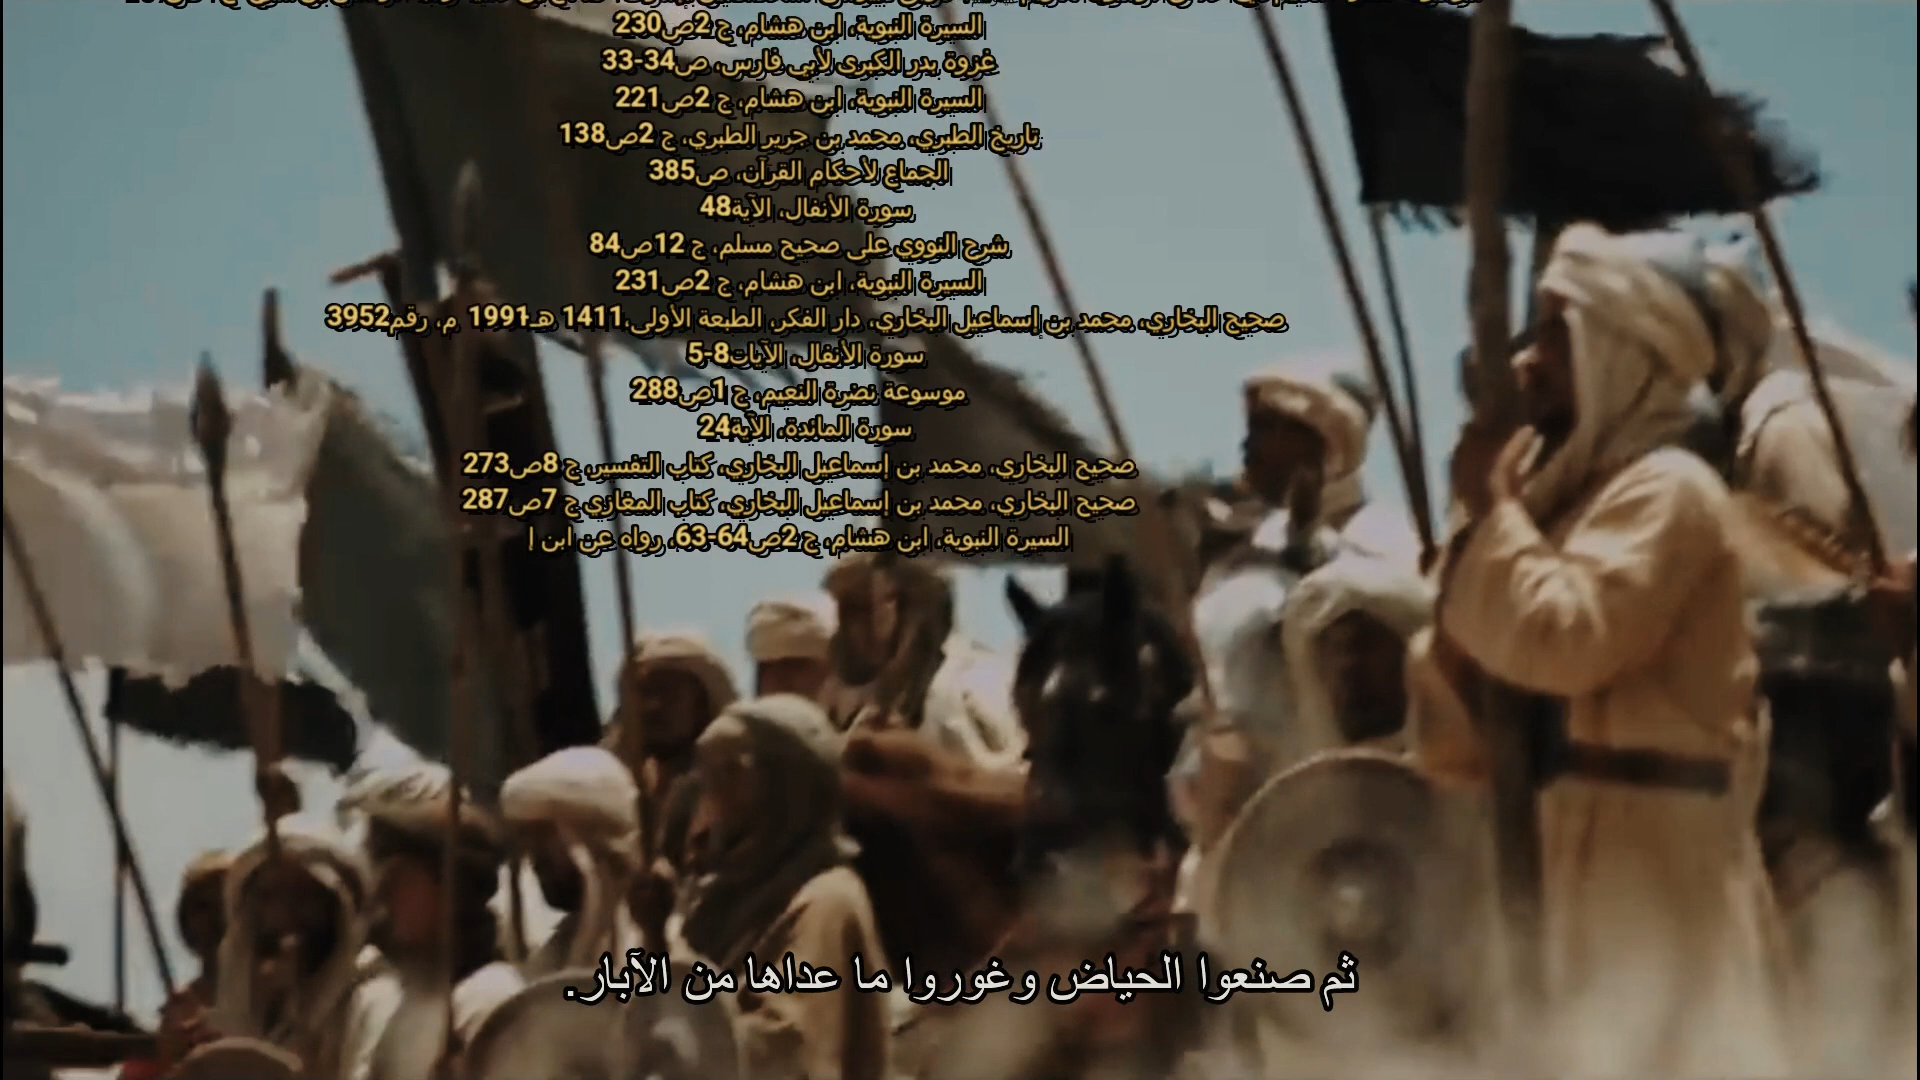 السيرة النبوية، ابن هشام، ج 2ص230
غزوة بدر الكبرى لأبي فارس، ص34-33
السيرة النبوية، ابن هشام، ج 2ص221
تاريخ الطبري، محمد بن جرير الطبري، ج 2ص138
الجماع لأحكام القرآن، ص385
سورة الأنفال، الآية48
شرح النووي على صحيح مسلم، ج 12ص84
السيرة النبوية، ابن هشام، ج 2ص231
صحيح البخاري، محمد بن إسماعيل البخاري، دار الفكر، الطبعة الأولى،1411 هـ1991 م، رقم3952
سورة الأنفال، الآيات8-5
موسوعة نضرة النعيم، ج 1ص288
سورة المائدة، الآية24
صحيح البخاري، محمد بن إسماعيل البخاري، كتاب التفسير، ج 8ص273
صحيح البخاري، محمد بن إسماعيل البخاري، كتاب المغازي ج 7ص287
السيرة النبوية، ابن هشام، ج 2ص64-63، رواه عن ابن إ
ثم صنعوا الحياض وغوروا ما عداها من الآبار.